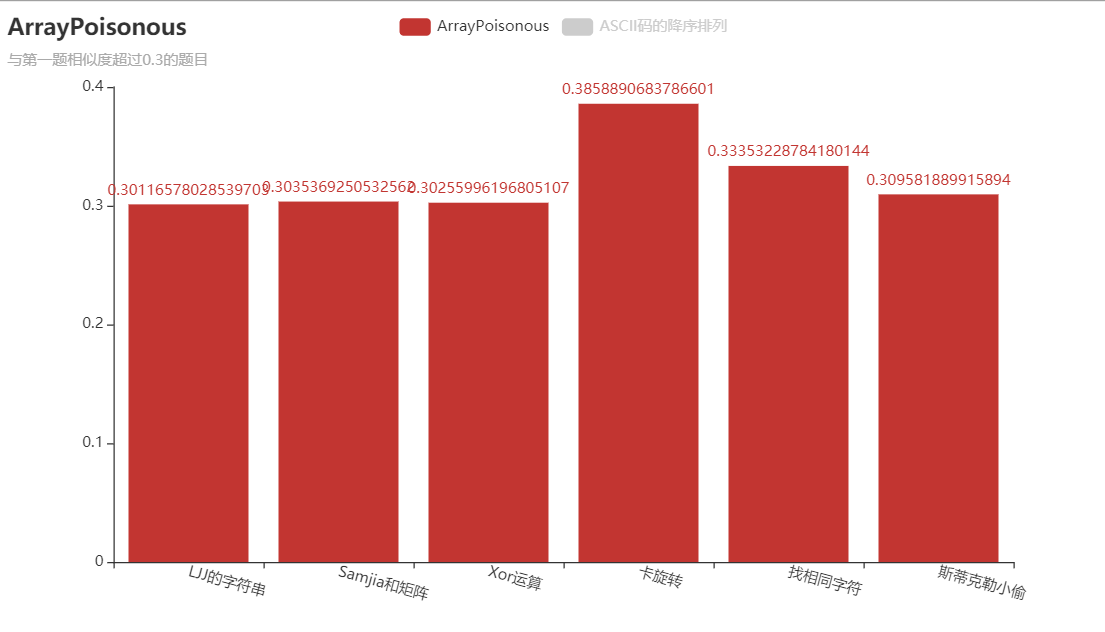 ArrayPoisonous
ArrayPoisonous
ASCII码的降序排列
与第一题相似度超过0.3的题目
0.4
0.3
0.2
0.1
0
0.30116578028539703
0.3035369250532562
0.30255996196805107
0.3858890683786601
0.33353228784180144
0.309581889915894
LJJ的字符串
Samjia和矩阵
Xor运算
卡旋转
找相同字符
斯蒂克勒小偷